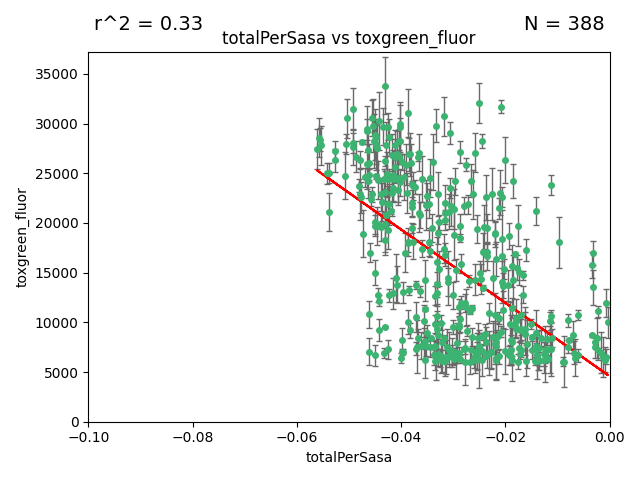 r^2 = 0.33
N = 388
totalPerSasa vs toxgreen_fluor
toxgreen_fluor
35000
30000
25000
20000
15000
10000
5000
0
−0.10
−0.08
−0.06
−0.04
−0.02
0.00
totalPerSasa